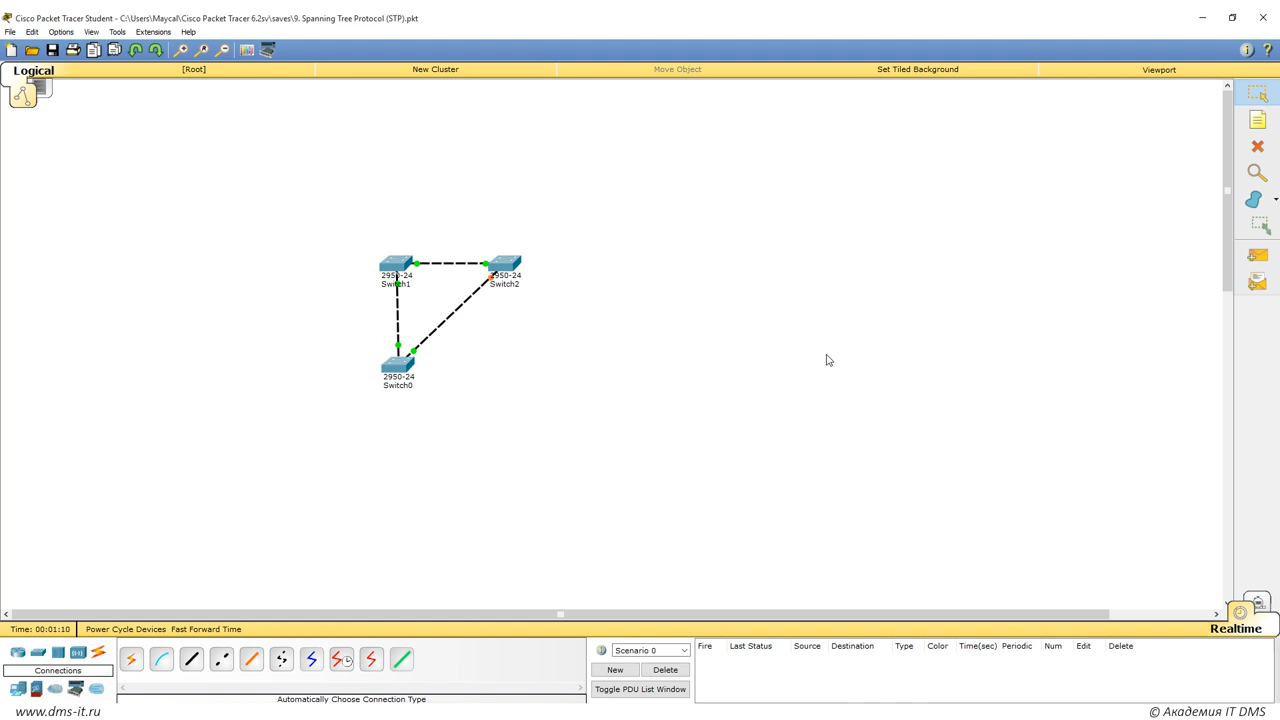 Cisco Packet Tracer Student - C:\Users\Maycal\Cisco Packet Tracer 6.2sv\saves\9. Spanning Tree Protocol (STP).pkt
File Edit Options View Tools Extensions Help
Logical [Root] New Cluster Move Object Set Tiled Background Viewport
2950-24
Switch1
2950-24
Switch2
2950-24
Switch0
Realtime
Time: 00:01:10 Power Cycle Devices Fast Forward Time
Connections
Automatically Choose Connection Type
Scenario 0
New Delete
Toggle PDU List Window
Fire Last Status Source Destination Type Color Time(sec) Periodic Num Edit Delete
www.dms-it.ru
© Академия IT DMS